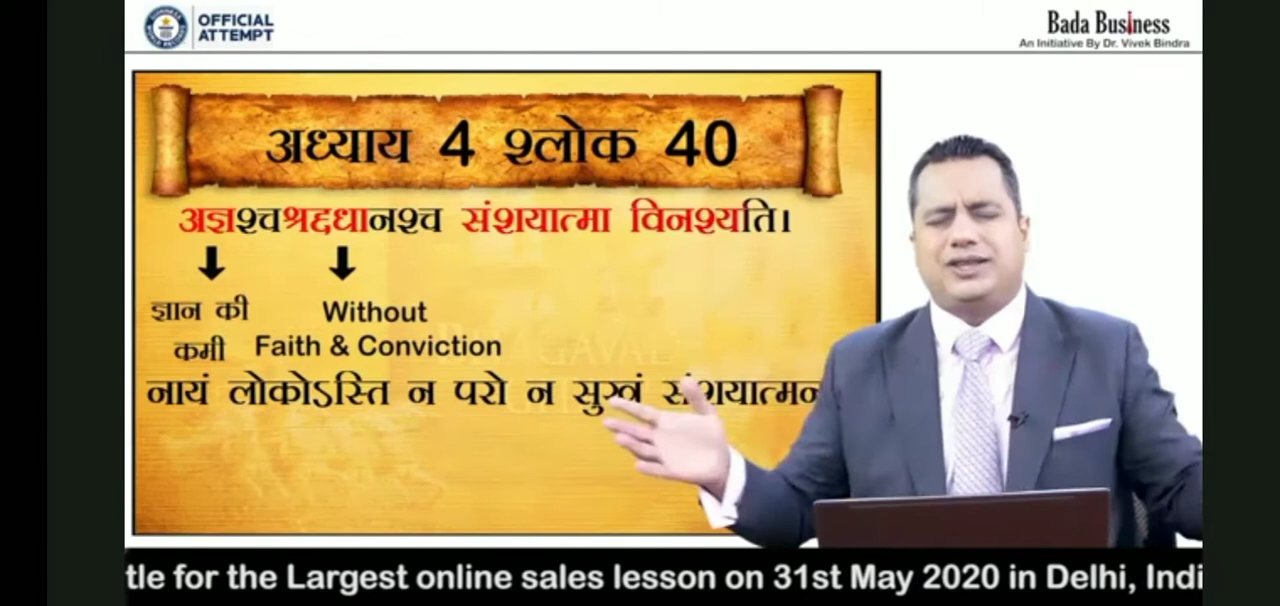 OFFICIAL
ATTEMPT
Bada Business
An Initiative By Dr. Vivek Bindra
अध्याय 4 श्लोक 40
अज्ञश्चश्रद्दधानश्च संशयात्मा विनश्यति।
ज्ञान की
कमी
Without
Faith & Conviction
नायं लोकोऽस्ति न परो न सुखं संशयात्मन
tle for the Largest online sales lesson on 31st May 2020 in Delhi, Indi